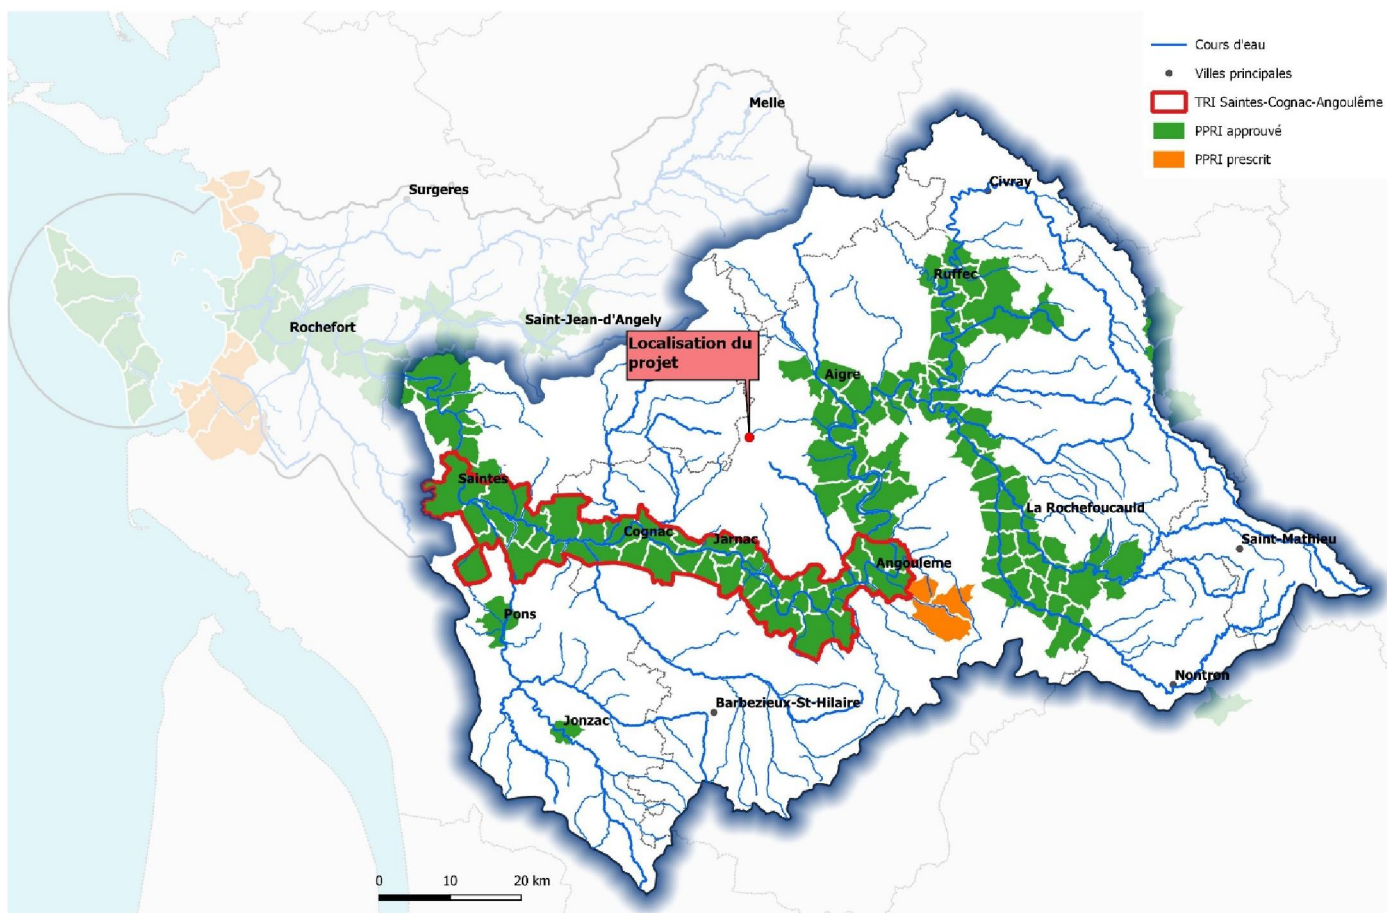 Cours d'eau
Villes principales
TRI Saintes-Cognac-Angoulême
PPRI approuvé
PPRI prescrit
Melle
Civray
Surgeres
Ruffec
Saint-Jean-d'Angely
Rochefort
Localisation du
projet
Aigre
Saintes
La Rochefoucauld
Cognac
Jarnac
Saint-Mathieu
Angouleme
Pons
Nontron
Barbezieux-St-Hilaire
Jonzac
0 10 20 km